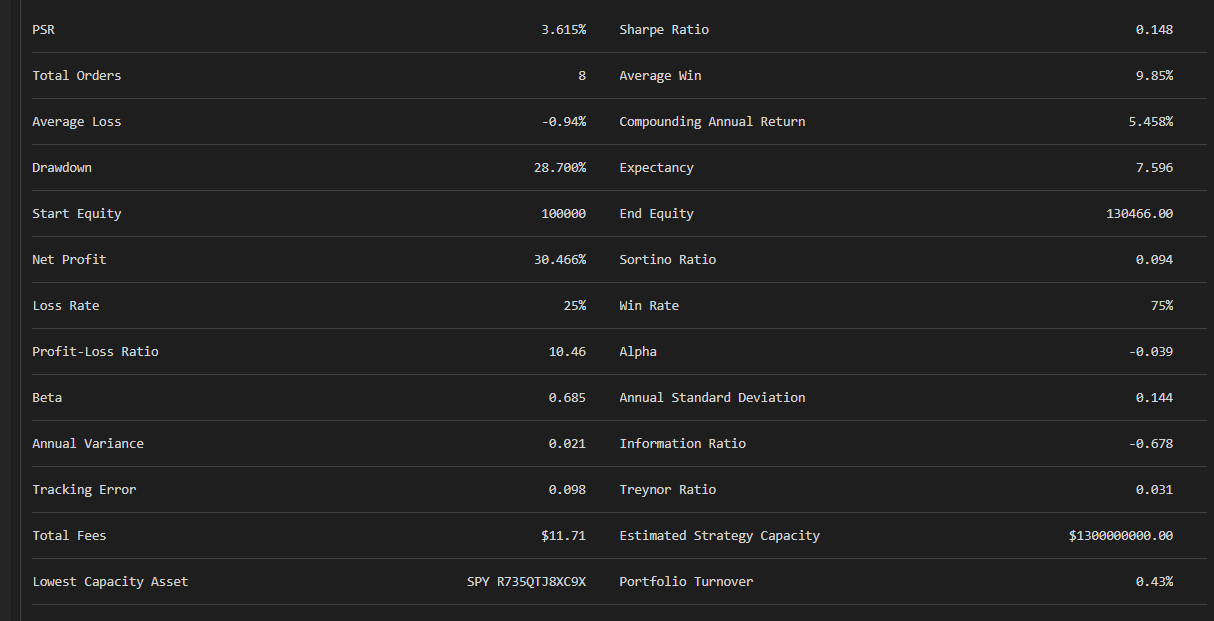 PSR 3.615% Sharpe Ratio 0.148
Total Orders 8 Average Win 9.85%
Average Loss -0.94% Compounding Annual Return 5.458%
Drawdown 28.700% Expectancy 7.596
Start Equity 100000 End Equity 130466.00
Net Profit 30.466% Sortino Ratio 0.094
Loss Rate 25% Win Rate 75%
Profit-Loss Ratio 10.46 Alpha -0.039
Beta 0.685 Annual Standard Deviation 0.144
Annual Variance 0.021 Information Ratio -0.678
Tracking Error 0.098 Treynor Ratio 0.031
Total Fees $11.71 Estimated Strategy Capacity $1300000000.00
Lowest Capacity Asset SPY R735QTJ8XC9X Portfolio Turnover 0.43%